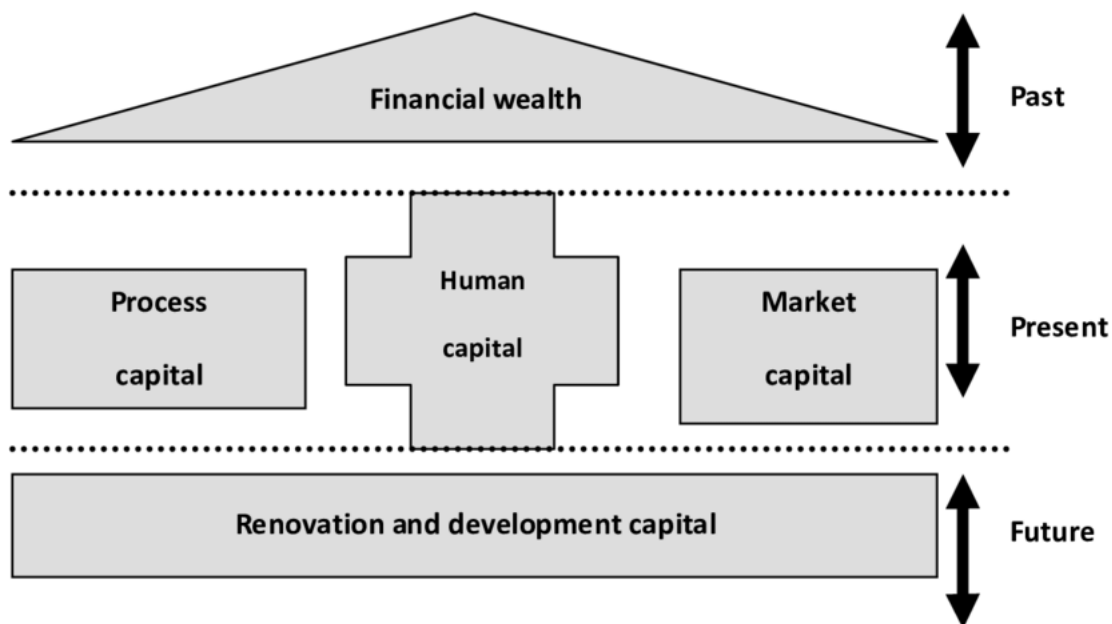 Financial wealth
Past
Process
capital
Human
capital
Market
capital
Present
Renovation and development capital
Future